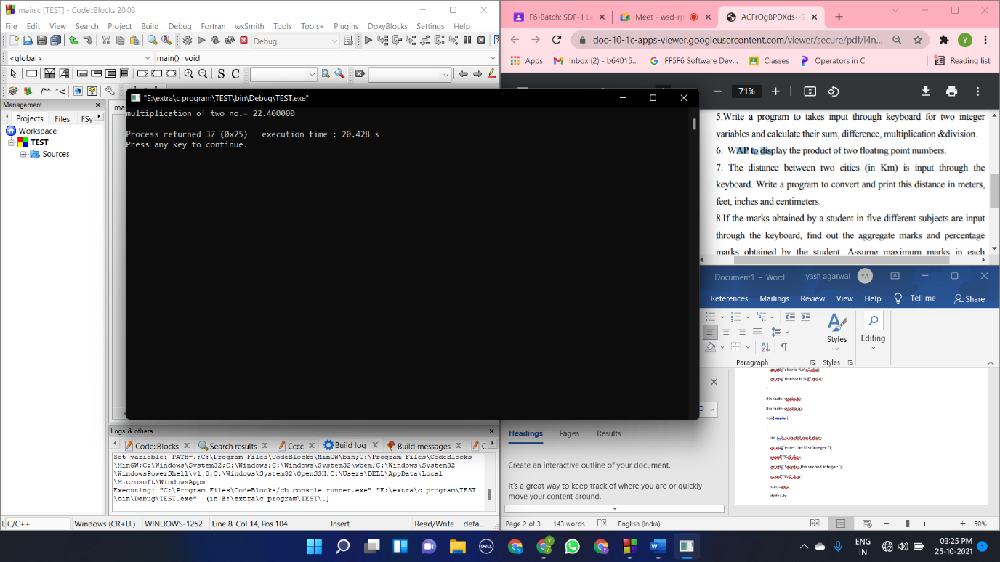 main.c [TEST] - Code::Blocks 20.03
File Edit View Search Project Build Debug Fortran wxSmith Tools Tools+ Plugins DoxyBlocks Settings Help
Debug
<global>
main() : void
S C
/** *<
Management
Projects Files FSy
Workspace
TEST
Sources
"E:\extra\c program\TEST\bin\Debug\TEST.exe"
multiplication of two no.= 22.400000
Process returned 37 (0x25) execution time : 20.428 s
Press any key to continue.
Logs & others
Code::Blocks Search results Cccc Build log Build messages
Set variable: PATH=.;C:\Program Files\CodeBlocks\MinGW\bin;C:\Program Files\CodeBlocks
\MinGW;C:\Windows\System32;C:\Windows;C:\Windows\System32\wbem;C:\Windows\System32
\WindowsPowerShell\v1.0;C:\Windows\System32\OpenSSH;C:\Users\DELL\AppData\Local
\Microsoft\WindowsApps
Executing: "C:\Program Files\CodeBlocks/cb_console_runner.exe" "E:\extra\c program\TEST
\bin\Debug\TEST.exe" (in E:\extra\c program\TEST\.)
C/C++ Windows (CR+LF) WINDOWS-1252 Line 8, Col 14, Pos 104 Insert Read/Write defa...
F6-Batch: SDF-1 La
Meet - wsd-rp
ACFrOgBPDXds--9
doc-10-1c-apps-viewer.googleusercontent.com/viewer/secure/pdf/l4n...
Y
Apps Inbox (2) - b64015... FF5F6 Software Dev... Classes Operators in C Reading list
71%
5.Write a program to takes input through keyboard for two integer
variables and calculate their sum, difference, multiplication &division.
6. WAP to display the product of two floating point numbers.
7. The distance between two cities (in Km) is input through the
keyboard. Write a program to convert and print this distance in meters,
feet, inches and centimeters.
8.If the marks obtained by a student in five different subjects are input
through the keyboard, find out the aggregate marks and percentage
marks obtained by the student. Assume maximum marks in each
Document1 - Word yash agarwal YA
References Mailings Review View Help Tell me Share
Styles
Editing
Paragraph
Styles
Headings Pages Results
Create an interactive outline of your document.
It's a great way to keep track of where you are or quickly
move your content around.
printf("char is %c\n",cha);
printf("double is %lf",dou);
}
#include <stdio.h>
#include <stdlib.h>
void main()
{
int a,b,sum,diff,mult,divd;
printf("enter the first integer:");
scanf("%d",&a);
printf("\nenter the second integer:");
scanf("%d",&b);
sum=a+b;
diff=a-b;
Page 2 of 3 143 words English (India) 50%
DELL
ENG
IN
03:25 PM
25-10-2021
1